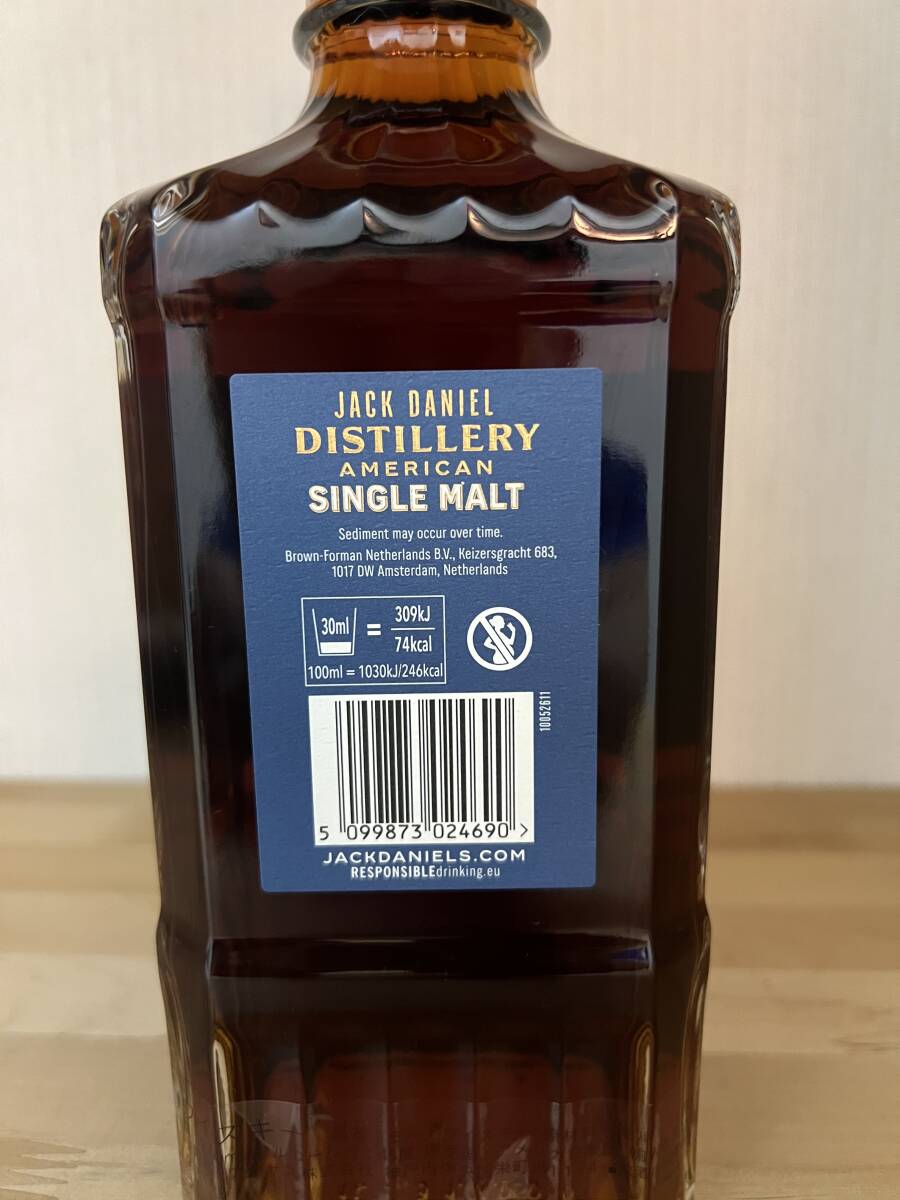 JACK DANIEL
DISTILLERY
AMERICAN
SINGLE MALT
Sediment may occur over time.
Brown-Forman Netherlands B.V., Keizersgracht 683,
1017 DW Amsterdam, Netherlands
30ml = 309kJ
74kcal
100ml = 1030kJ/246kcal
10052611
5 099873 024690 >
JACKDANIELS.COM
RESPONSIBLEdrinking.eu